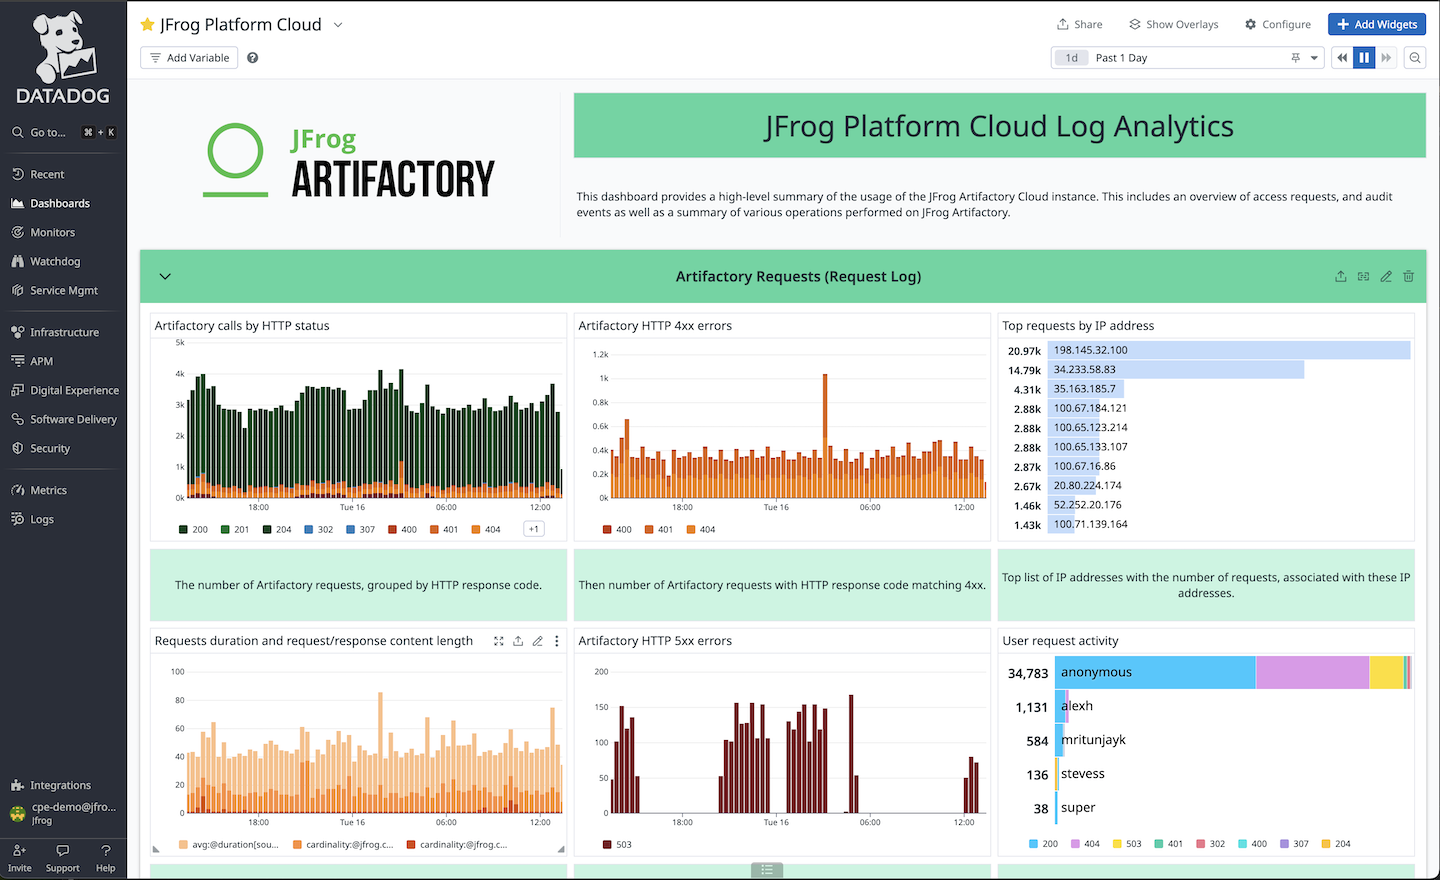 DATADOG
Go to... ⌘ + K
Recent
Dashboards
Monitors
Watchdog
Service Mgmt
Infrastructure
APM
Digital Experience
Software Delivery
Security
Metrics
Logs
Integrations
cpe-demo@jfro...
Jfrog
Invite Support Help
JFrog Platform Cloud
Share Show Overlays Configure + Add Widgets
Add Variable ?
1d Past 1 Day
JFrog
ARTIFACTORY
JFrog Platform Cloud Log Analytics
This dashboard provides a high-level summary of the usage of the JFrog Artifactory Cloud instance. This includes an overview of access requests, and audit
events as well as a summary of various operations performed on JFrog Artifactory.
Artifactory Requests (Request Log)
Artifactory calls by HTTP status
5k
4k
3k
2k
1k
0k
18:00 Tue 16 06:00 12:00
200 201 204 302 307 400 401 404 +1
Artifactory HTTP 4xx errors
1.2k
1k
0.8k
0.6k
0.4k
0.2k
0k
18:00 Tue 16 06:00 12:00
400 401 404
Top requests by IP address
20.97k 198.145.32.100
14.79k 34.233.58.83
4.31k 35.163.185.7
2.88k 100.67.184.121
2.88k 100.65.123.214
2.88k 100.65.133.107
2.87k 100.67.16.86
2.67k 20.80.224.174
1.46k 52.252.20.176
1.43k 100.71.139.164
The number of Artifactory requests, grouped by HTTP response code.
Then number of Artifactory requests with HTTP response code matching 4xx.
Top list of IP addresses with the number of requests, associated with these IP
addresses.
Requests duration and request/response content length
100
80
60
40
20
0
18:00 Tue 16 06:00 12:00
avg:@duration[sou... cardinality:@jfrog.c... cardinality:@jfrog.c...
Artifactory HTTP 5xx errors
200
150
100
50
0
18:00 Tue 16 06:00 12:00
503
User request activity
34,783 anonymous
1,131 alexh
584 mritunjayk
136 stevess
38 super
200 404 503 401 302 400 307 204